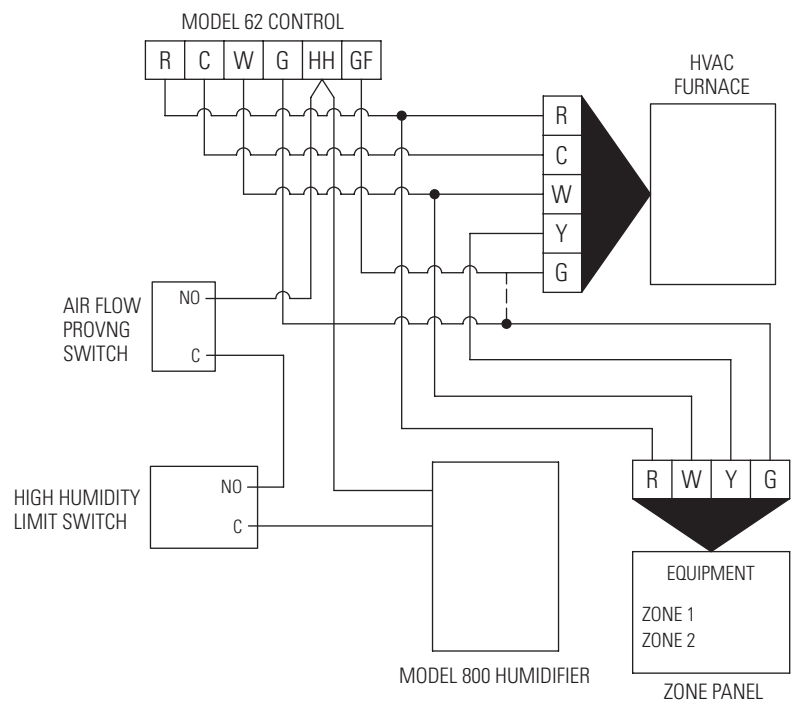 MODEL 62 CONTROL
R C W G HH GF
HVAC
FURNACE
R
C
W
Y
G
AIR FLOW
PROVNG
SWITCH
NO
C
HIGH HUMIDITY
LIMIT SWITCH
NO
C
MODEL 800 HUMIDIFIER
R W Y G
EQUIPMENT
ZONE 1
ZONE 2
ZONE PANEL